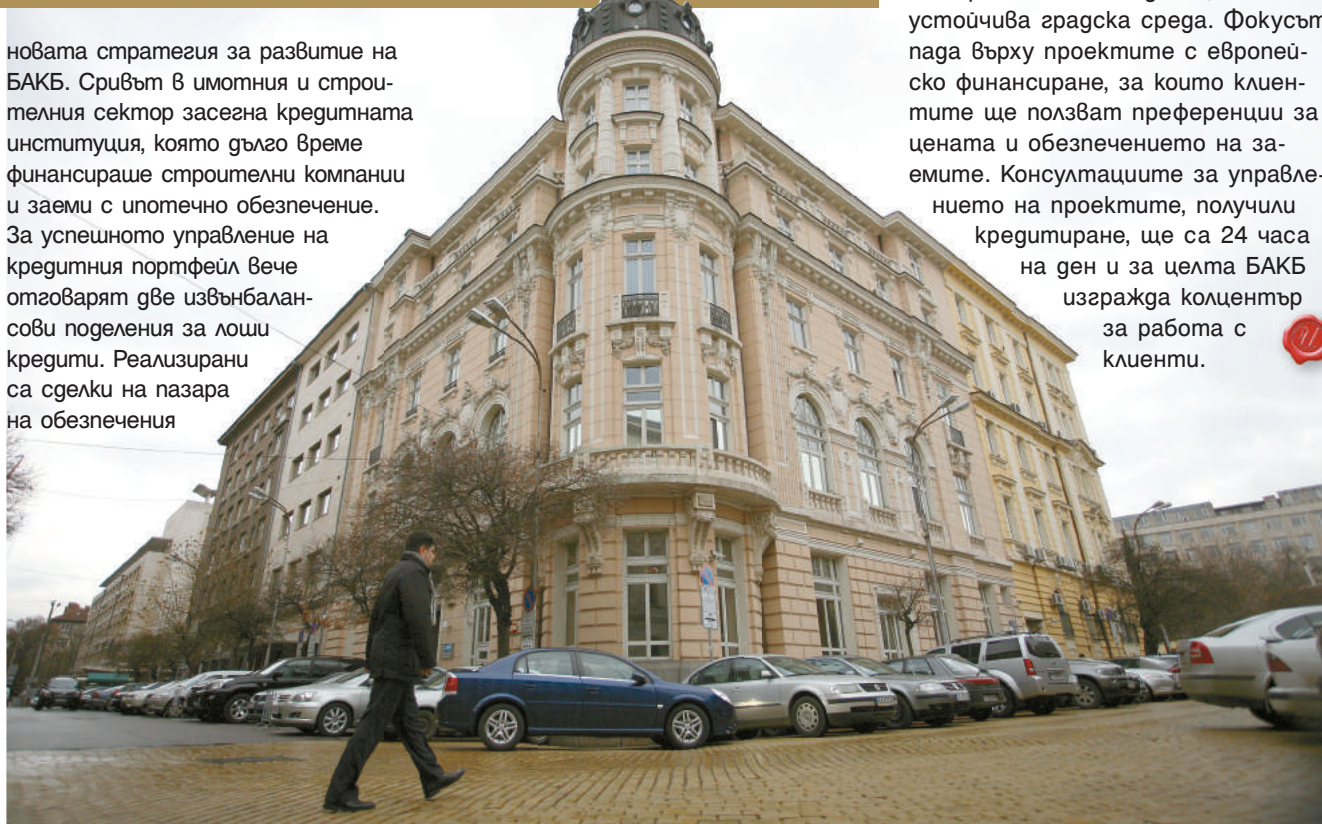 новата стратегия за развитие на
БАКБ. Сривът в имотния и строи-
телния сектор засегна кредитната
институция, която дълго време
финансираше строителни компании
и заеми с ипотечно обезпечение.
За успешното управление на
кредитния портфейл вече
отговарят две извънбалан-
сови поделения за лоши
кредити. Реализирани
са сделки на пазара
на обезпечения
устойчива градска среда. Фокусът
пада върху проектите с европей-
ско финансиране, за които клиен-
тите ще ползват преференции за
цената и обезпечението на за-
емите. Консултациите за управле-
нието на проектите, получили
кредитиране, ще са 24 часа
на ден и за целта БАКБ
изгражда колцентър
за работа с
клиенти.